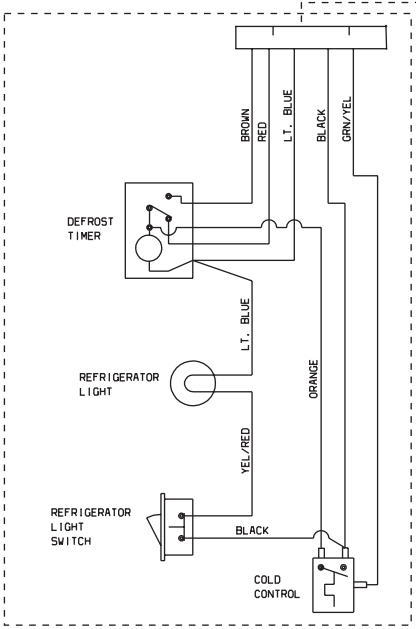 BROWN
RED
LT. BLUE
BLACK
GRN/YEL
DEFROST
TIMER
LT. BLUE
REFRIGERATOR
LIGHT
ORANGE
YEL/RED
REFRIGERATOR
LIGHT
SWITCH
BLACK
COLD
CONTROL